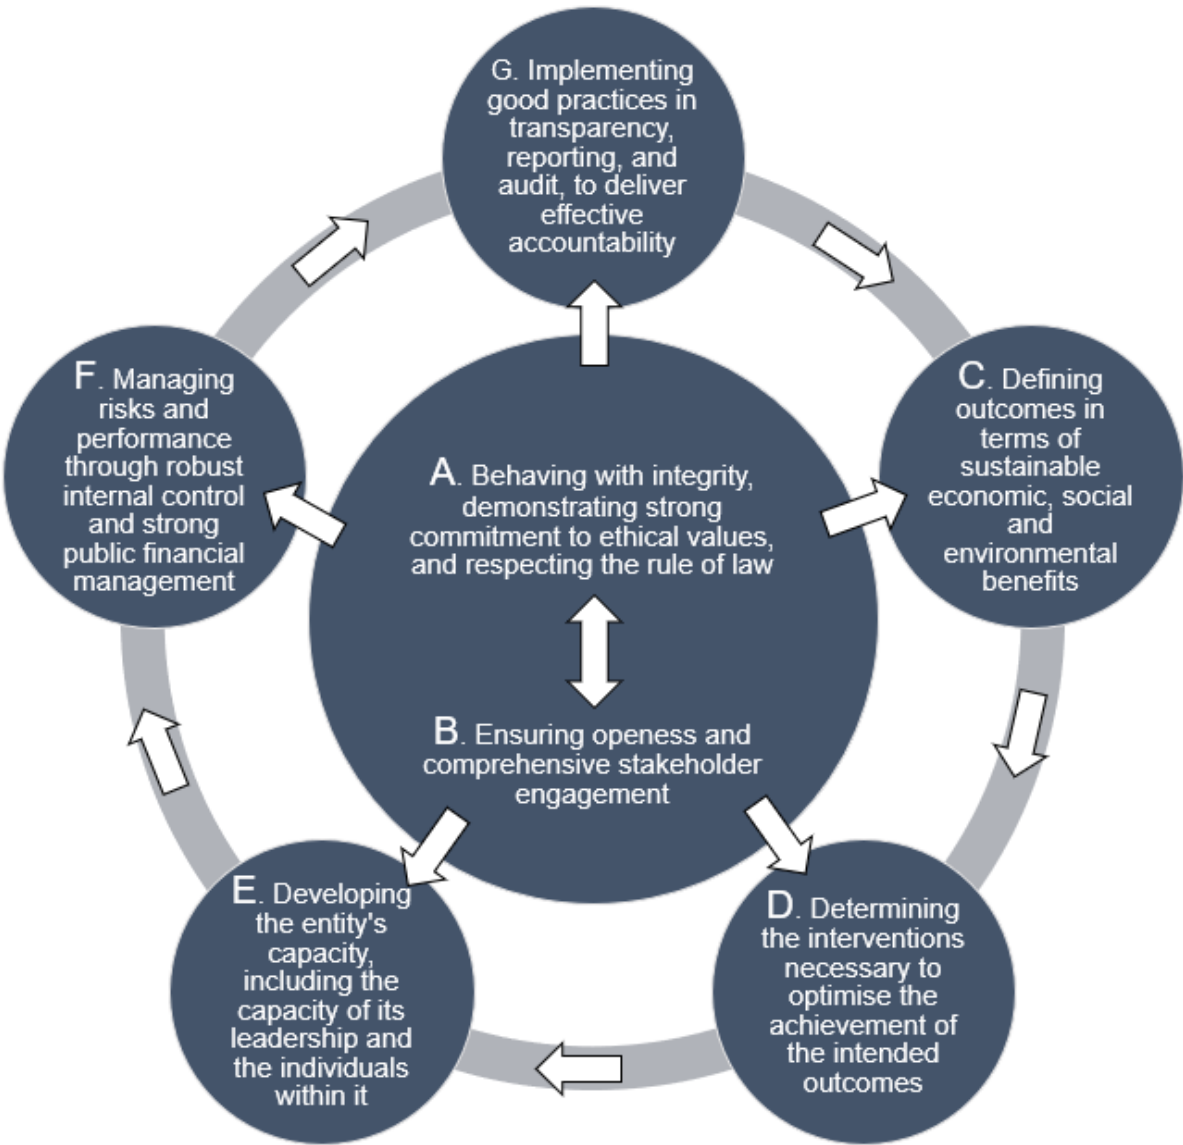 G. Implementing
good practices in
transparency,
reporting, and
audit, to deliver
effective
accountability
F. Managing
risks and
performance
through robust
internal control
and strong
public financial
management
C. Defining
outcomes in
terms of
sustainable
economic, social
and
environmental
benefits
A. Behaving with integrity,
demonstrating strong
commitment to ethical values,
and respecting the rule of law
B. Ensuring openess and
comprehensive stakeholder
engagement
E. Developing
the entity's
capacity,
including the
capacity of its
leadership and
the individuals
within it
D. Determining
the interventions
necessary to
optimise the
achievement of
the intended
outcomes